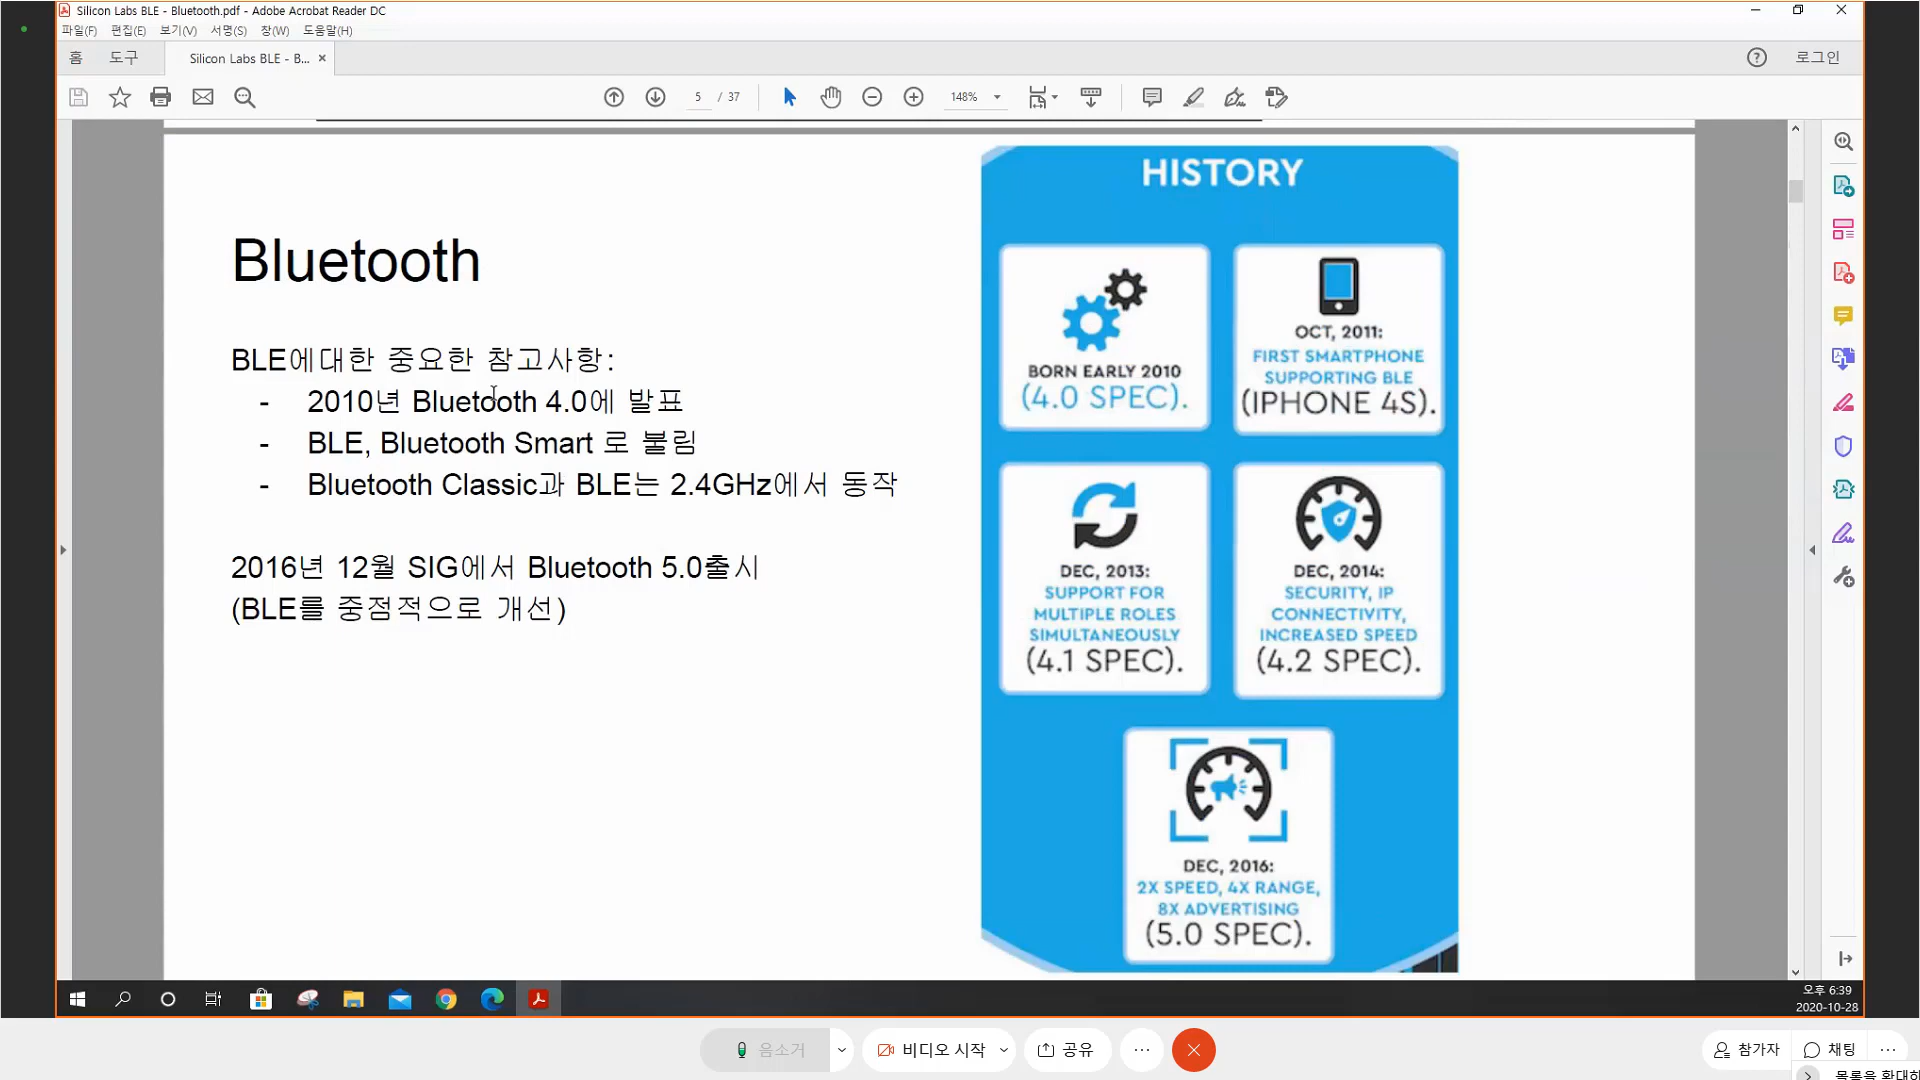 Silicon Labs BLE - Bluetooth.pdf - Adobe Acrobat Reader DC
파일(F) 편집(E) 보기(V) 서명(S) 창(W) 도움말(H)
홈 도구 Silicon Labs BLE - B... × 로그인
5 / 37 148%
Bluetooth
BLE에대한 중요한 참고사항:
- 2010년 Bluetooth 4.0에 발표
- BLE, Bluetooth Smart 로 불림
- Bluetooth Classic과 BLE는 2.4GHz에서 동작
2016년 12월 SIG에서 Bluetooth 5.0출시
(BLE를 중점적으로 개선)
HISTORY
BORN EARLY 2010
(4.0 SPEC).
OCT, 2011:
FIRST SMARTPHONE
SUPPORTING BLE
(IPHONE 4S).
DEC, 2013:
SUPPORT FOR
MULTIPLE ROLES
SIMULTANEOUSLY
(4.1 SPEC).
DEC, 2014:
SECURITY, IP
CONNECTIVITY,
INCREASED SPEED
(4.2 SPEC).
DEC, 2016:
2X SPEED, 4X RANGE,
8X ADVERTISING
(5.0 SPEC).
오후 6:39
2020-10-28
음소거 비디오 시작 공유 ... 참가자 채팅 ...